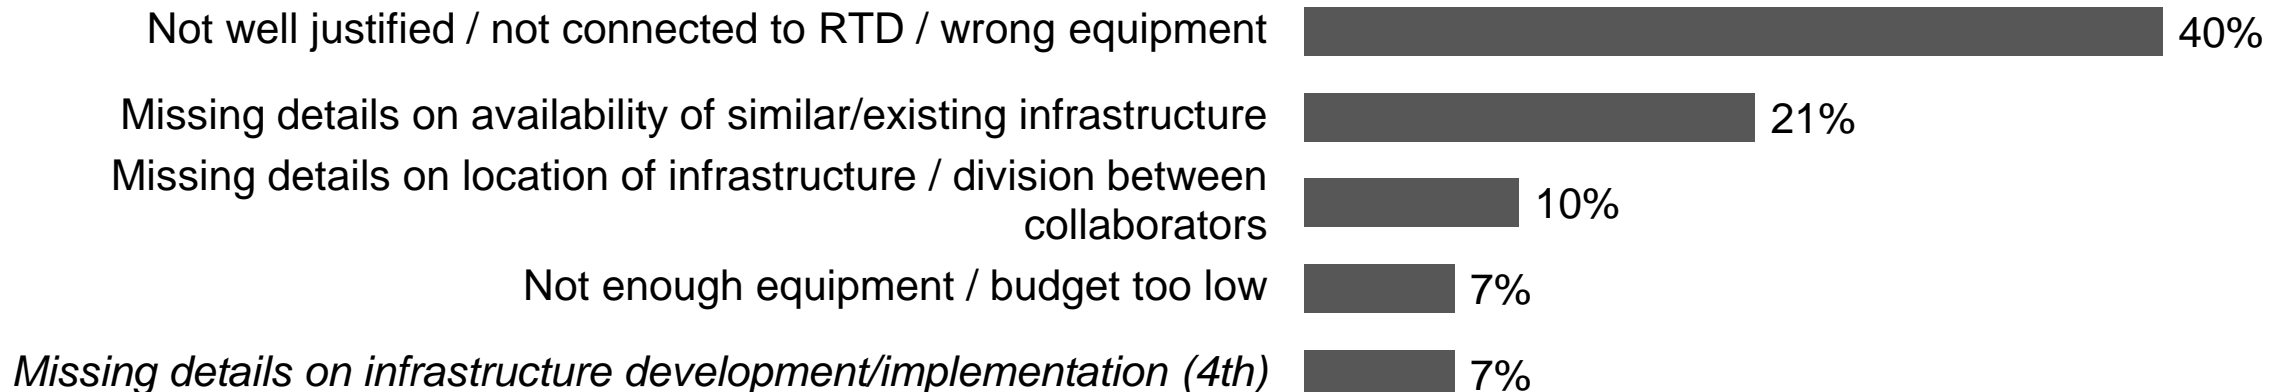 Not well justified / not connected to RTD / wrong equipment 40%
Missing details on availability of similar/existing infrastructure 21%
Missing details on location of infrastructure / division between
collaborators 10%
Not enough equipment / budget too low 7%
Missing details on infrastructure development/implementation (4th) 7%